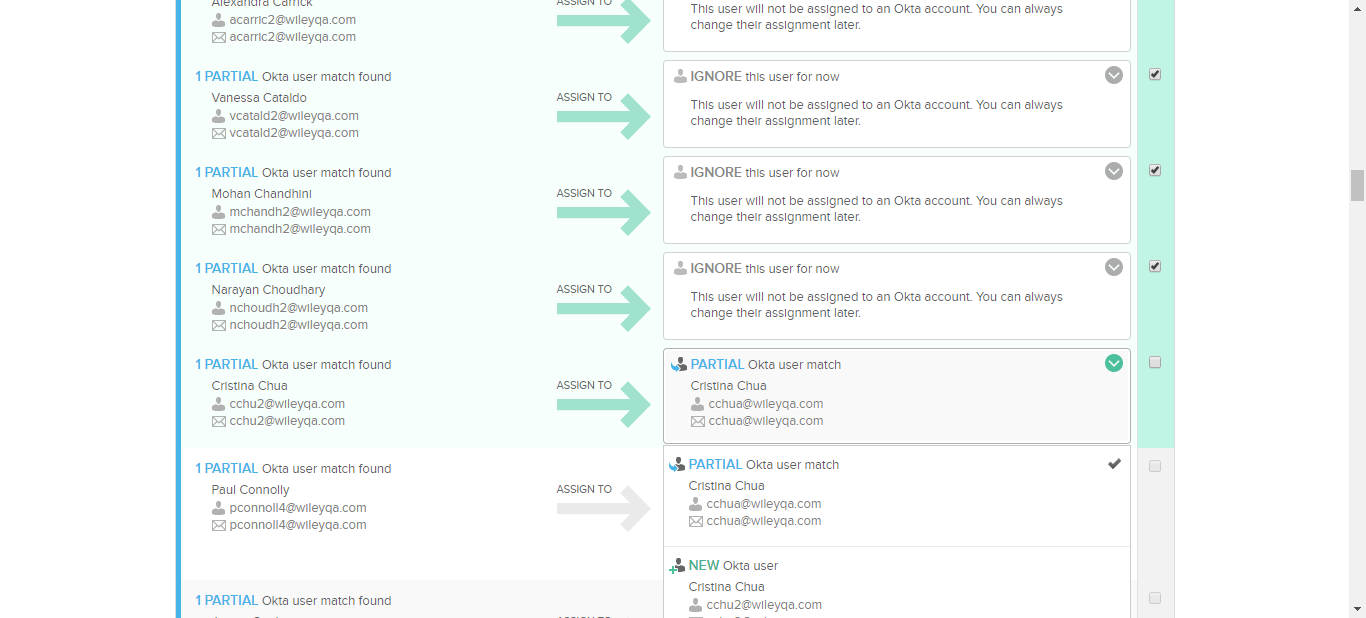 Alexandra Carrick
ASSIGN TO
This user will not be assigned to an Okta account. You can always
acarric2@wileyqa.com
change their assignment later.
acarric2@wileyqa.com
1 PARTIAL Okta user match found
IGNORE this user for now
Vanessa Cataldo
ASSIGN TO
This user will not be assigned to an Okta account. You can always
vcatald2@wileyqa.com
change their assignment later.
vcatald2@wileyqa.com
1 PARTIAL Okta user match found
IGNORE this user for now
Mohan Chandhini
ASSIGN TO
This user will not be assigned to an Okta account. You can always
mchandh2@wileyqa.com
change their assignment later.
mchandh2@wileyqa.com
1 PARTIAL Okta user match found
IGNORE this user for now
Narayan Choudhary
ASSIGN TO
This user will not be assigned to an Okta account. You can always
nchoudh2@wileyqa.com
change their assignment later.
nchoudh2@wileyqa.com
1 PARTIAL Okta user match found
PARTIAL Okta user match
Cristina Chua
ASSIGN TO
Cristina Chua
cchu2@wileyqa.com
cchua@wileyqa.com
cchu2@wileyqa.com
cchua@wileyqa.com
1 PARTIAL Okta user match found
PARTIAL Okta user match
Paul Connolly
ASSIGN TO
Cristina Chua
pconnoll4@wileyqa.com
cchua@wileyqa.com
pconnoll4@wileyqa.com
cchua@wileyqa.com
NEW Okta user
Cristina Chua
1 PARTIAL Okta user match found
cchu2@wileyqa.com